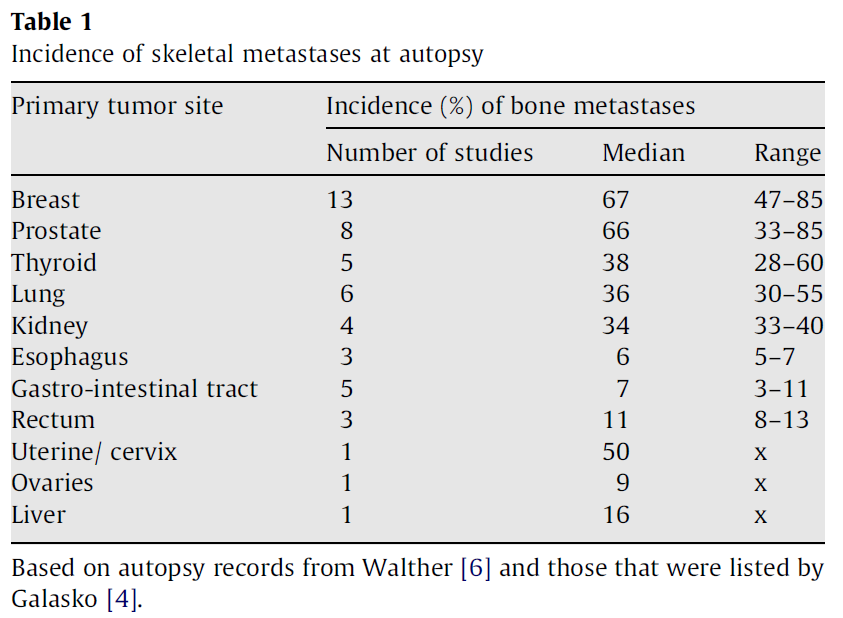 Table 1
Incidence of skeletal metastases at autopsy
Primary tumor site Incidence (%) of bone metastases
Number of studies Median Range
Breast 13 67 47–85
Prostate 8 66 33–85
Thyroid 5 38 28–60
Lung 6 36 30–55
Kidney 4 34 33–40
Esophagus 3 6 5–7
Gastro-intestinal tract 5 7 3–11
Rectum 3 11 8–13
Uterine/ cervix 1 50 x
Ovaries 1 9 x
Liver 1 16 x
Based on autopsy records from Walther [6] and those that were listed by
Galasko [4].